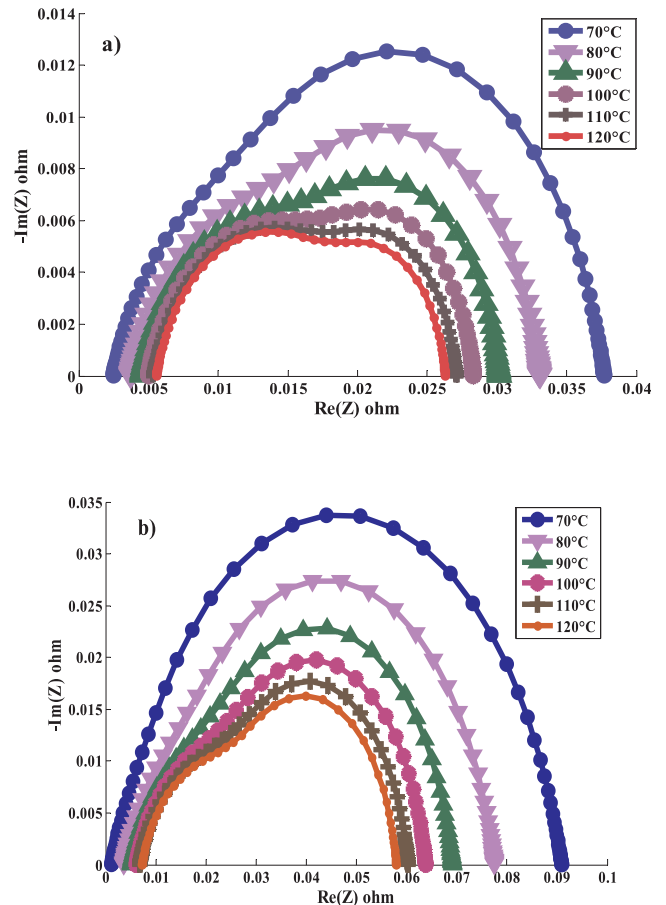 a)
70°C
80°C
90°C
100°C
110°C
120°C
0.014
0.012
0.01
0.008
0.006
0.004
0.002
0
-Im(Z) ohm
0 0.005 0.01 0.015 0.02 0.025 0.03 0.035 0.04
Re(Z) ohm
b)
70°C
80°C
90°C
100°C
110°C
120°C
0.035
0.03
0.025
0.02
0.015
0.01
0.005
0
-Im(Z) ohm
0 0.01 0.02 0.03 0.04 0.05 0.06 0.07 0.08 0.09 0.1
Re(Z) ohm